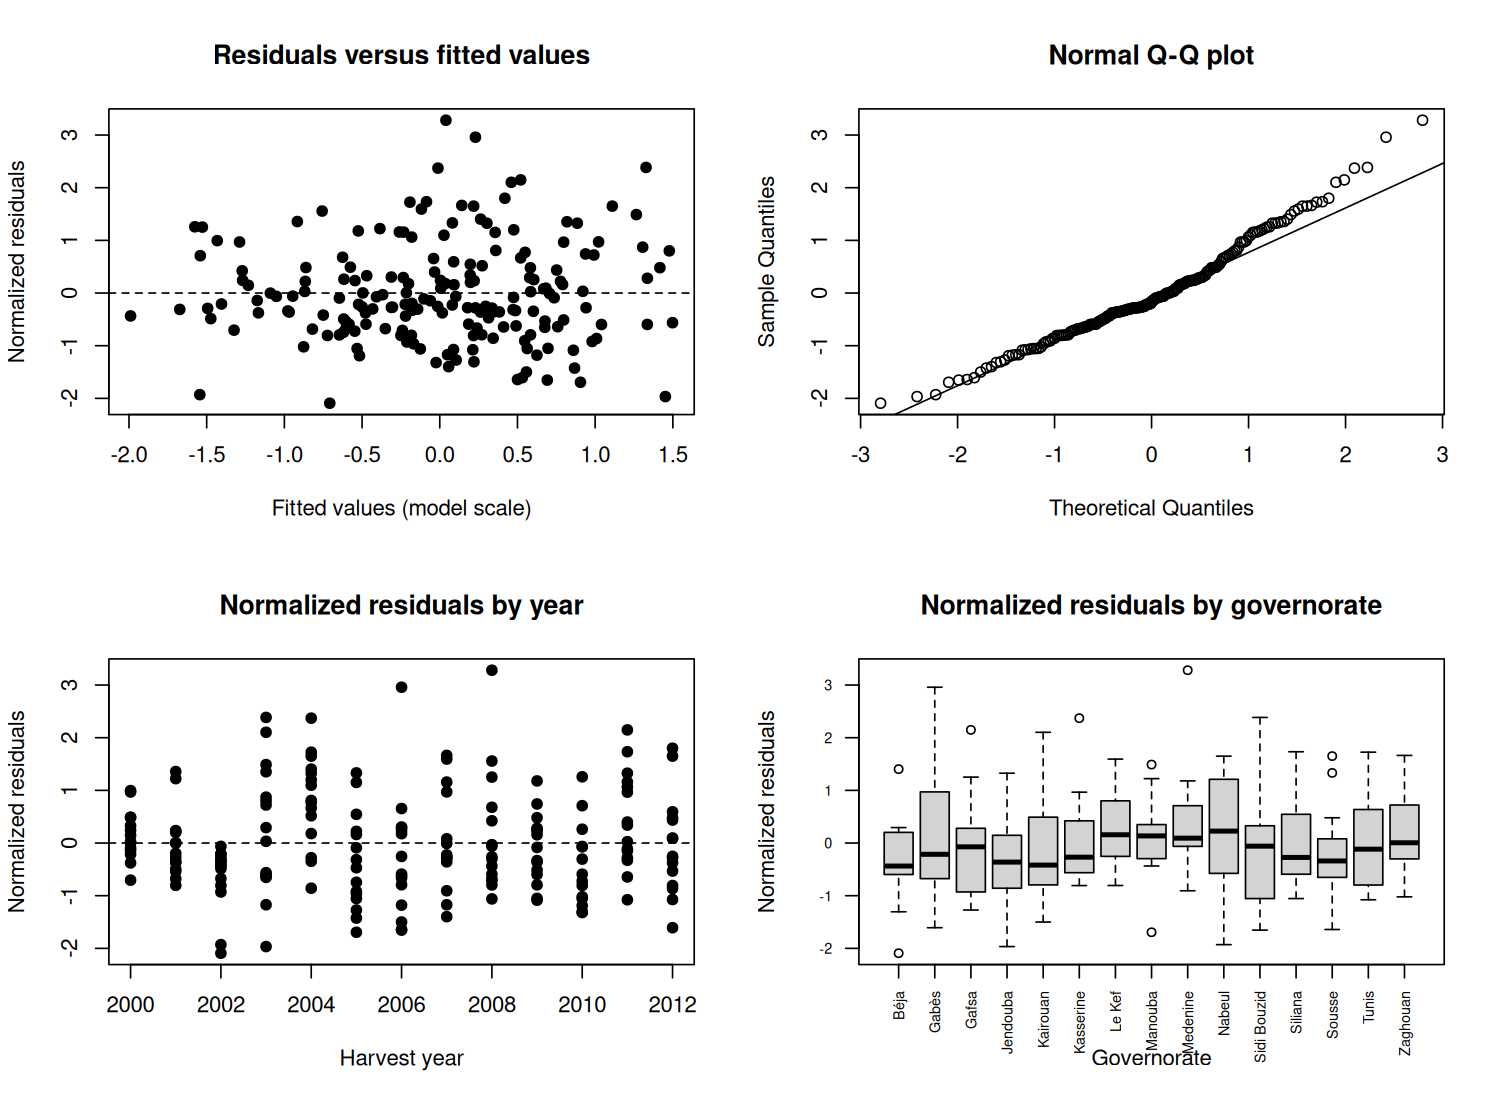 Residuals versus fitted values
Normalized residuals
3
2
1
0
-1
-2
-2.0 -1.5 -1.0 -0.5 0.0 0.5 1.0 1.5
Fitted values (model scale)
Normal Q-Q plot
Sample Quantiles
3
2
1
0
-1
-2
-3 -2 -1 0 1 2 3
Theoretical Quantiles
Normalized residuals by year
Normalized residuals
3
2
1
0
-1
-2
2000 2002 2004 2006 2008 2010 2012
Harvest year
Normalized residuals by governorate
Normalized residuals
3
2
1
0
-1
-2
Béja
Gabès
Gafsa
Jendouba
Kairouan
Kasserine
Le Kef
Manouba
Medenine
Nabeul
Sidi Bouzid
Siliana
Sousse
Tunis
Zaghouan
Governorate